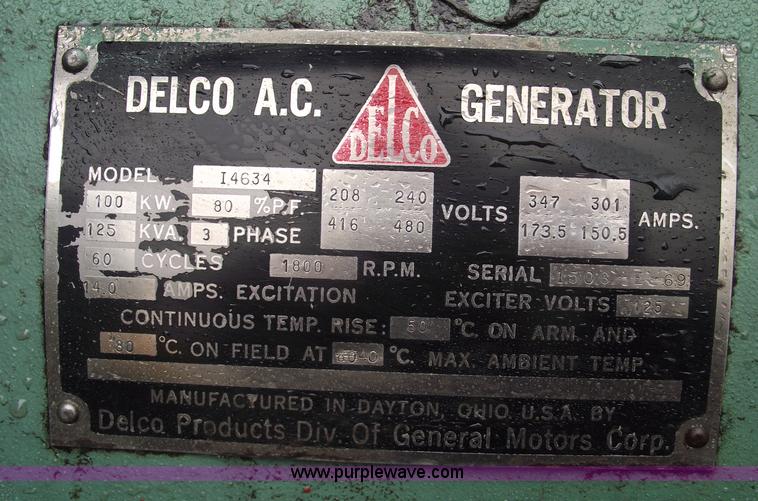 DELCO A.C. DELCO GENERATOR
MODEL I4634
100 KW. 80 % P.F. 208 240 347 301
VOLTS AMPS.
125 KVA. 3 PHASE 416 480 173.5 150.5
60 CYCLES 1800 R.P.M. SERIAL
14.0 AMPS. EXCITATION EXCITER VOLTS 125
CONTINUOUS TEMP. RISE: 50 °C. ON ARM. AND
°C. ON FIELD AT °C. MAX. AMBIENT TEMP.
MANUFACTURED IN DAYTON, OHIO U.S.A. BY
Delco Products Div. Of General Motors Corp.
www.purplewave.com